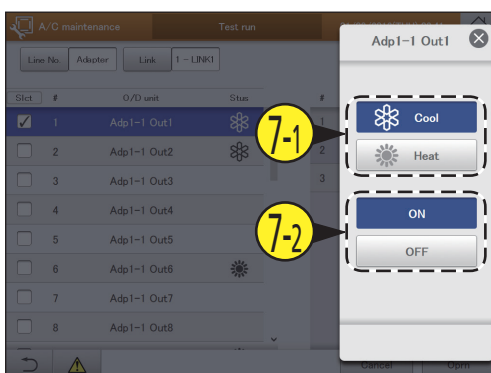 A/C maintenance Test run
Line No. Adapter Link 1 - LINK1
Slct # O/D unit Stus #
1 Adp1-1 Out1 1
2 Adp1-1 Out2 2
3 Adp1-1 Out3 3
4 Adp1-1 Out4
5 Adp1-1 Out5
6 Adp1-1 Out6
7 Adp1-1 Out7
8 Adp1-1 Out8
Cancel Oprn
Adp1-1 Out1
7-1
Cool
Heat
7-2
ON
OFF